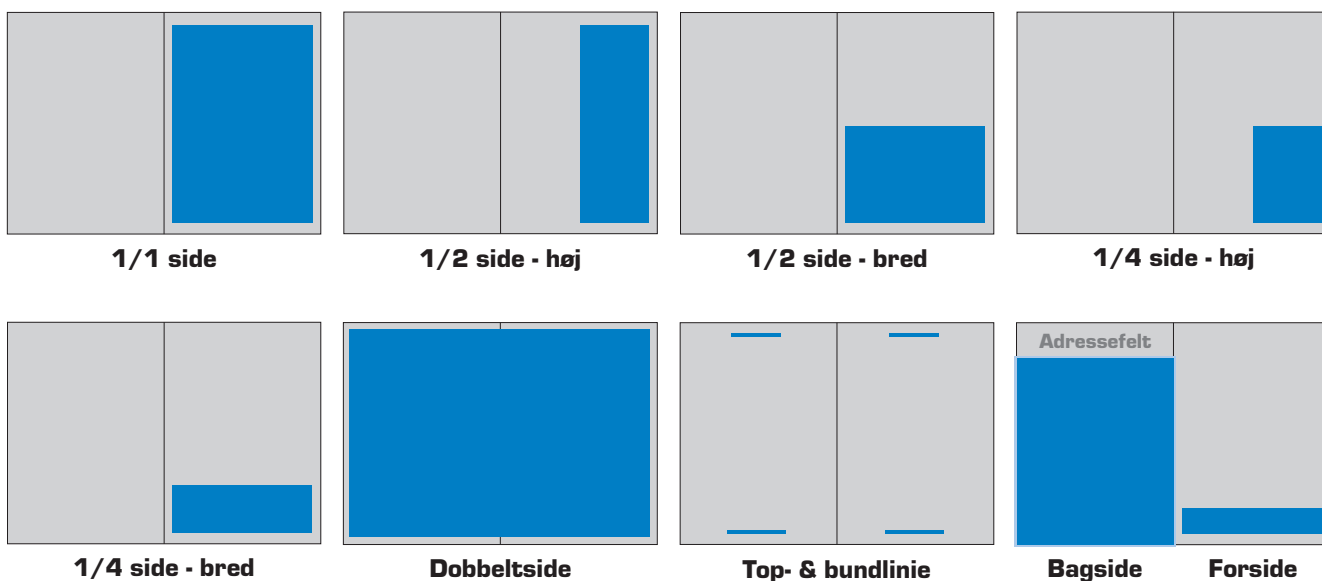 1/1 side
1/2 side - høj
1/2 side - bred
1/4 side - høj
Adressefelt
1/4 side - bred
Dobbeltside
Top- & bundlinie
Bagside
Forside